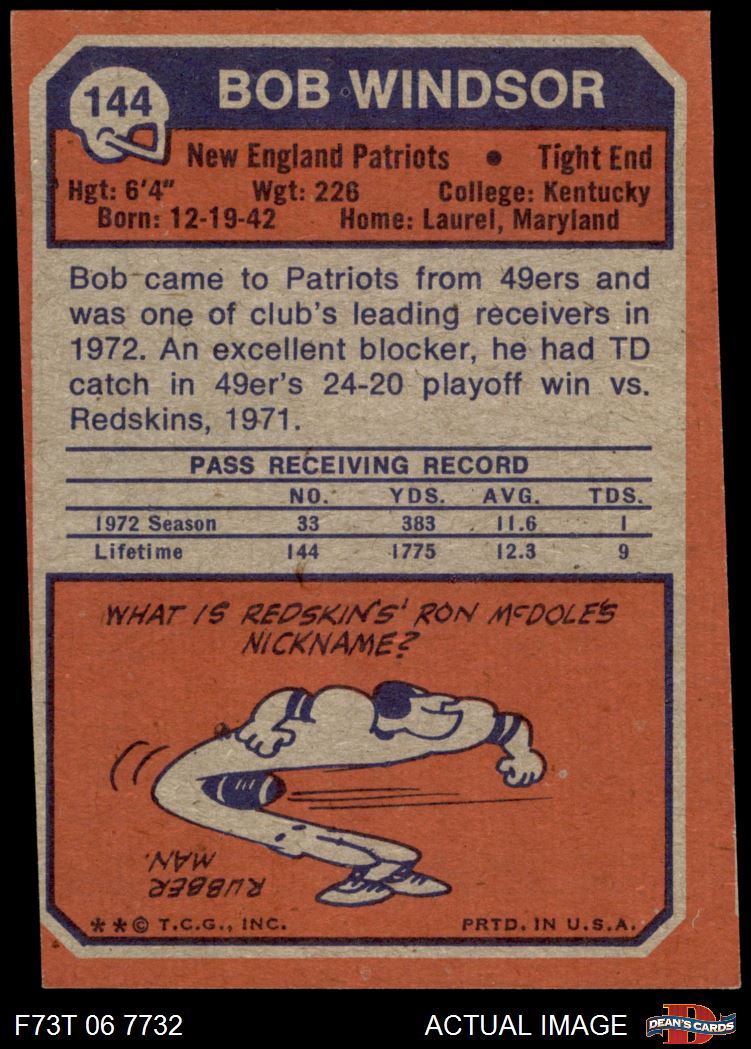 144
BOB WINDSOR
New England Patriots • Tight End
Hgt: 6'4" Wgt: 226 College: Kentucky
Born: 12-19-42 Home: Laurel, Maryland
Bob came to Patriots from 49ers and
was one of club's leading receivers in
1972. An excellent blocker, he had TD
catch in 49er's 24-20 playoff win vs.
Redskins, 1971.
PASS RECEIVING RECORD
NO. YDS. AVG. TDS.
1972 Season 33 383 11.6 1
Lifetime 144 1775 12.3 9
WHAT IS REDSKINS' RON McDOLE'S
NICKNAME?
RUBBER
MAN.
**© T.C.G., INC. PRTD. IN U.S.A.
F73T 06 7732 ACTUAL IMAGE D DEAN'S CARDS